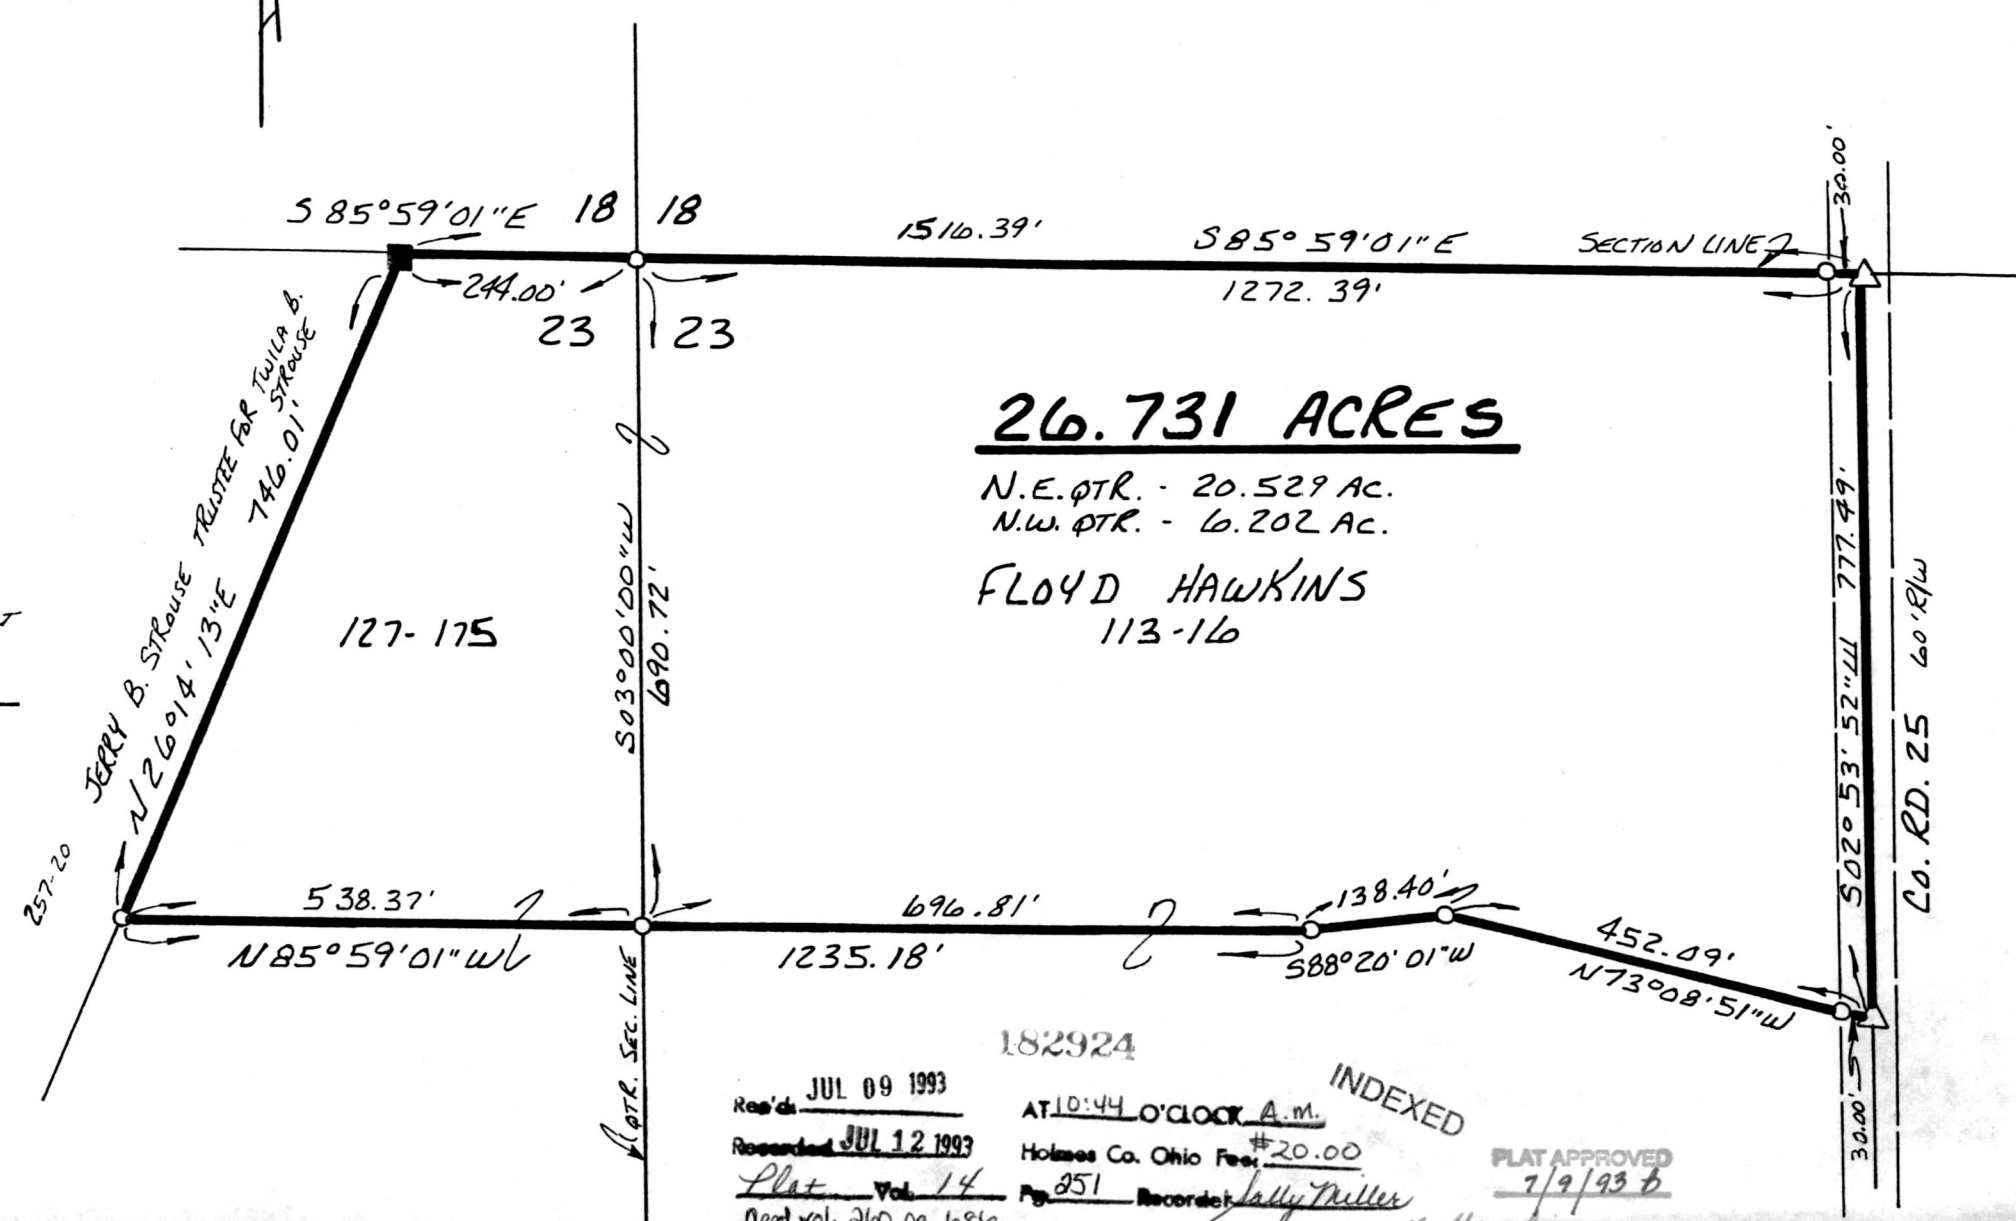 30.00'
S 85°59'01"E
18
18
1516.39'
S85°59'01"E
SECTION LINE
244.00'
1272.39'
23
23
26.731 ACRES
N.E. QTR. - 20.529 AC.
N.W. QTR. - 6.202 AC.
FLOYD HAWKINS
113-16
JERRY B. STROUSE TRUSTEE FOR TWILA B.
STROUSE
746.01'
N26°14'13"E
257-20
127-175
S03°00'00"W
690.72'
S02°53'52"W 777.49'
CO. RD. 25 60' R/W
538.37'
N85°59'01"W
696.81'
1235.18'
138.40'
S88°20'01"W
452.09'
N73°08'51"W
30.00'
QTR. SEC. LINE
182924
Rec'd. JUL 09 1993 AT 10:44 O'CLOCK A.M.
INDEXED
Recorded JUL 12 1993 Holmes Co. Ohio Fee: $20.00
Plat Vol. 14 Pg. 251 Recorder Sally Miller
PLAT APPROVED
7/9/93
Deed vol. 260 pg.